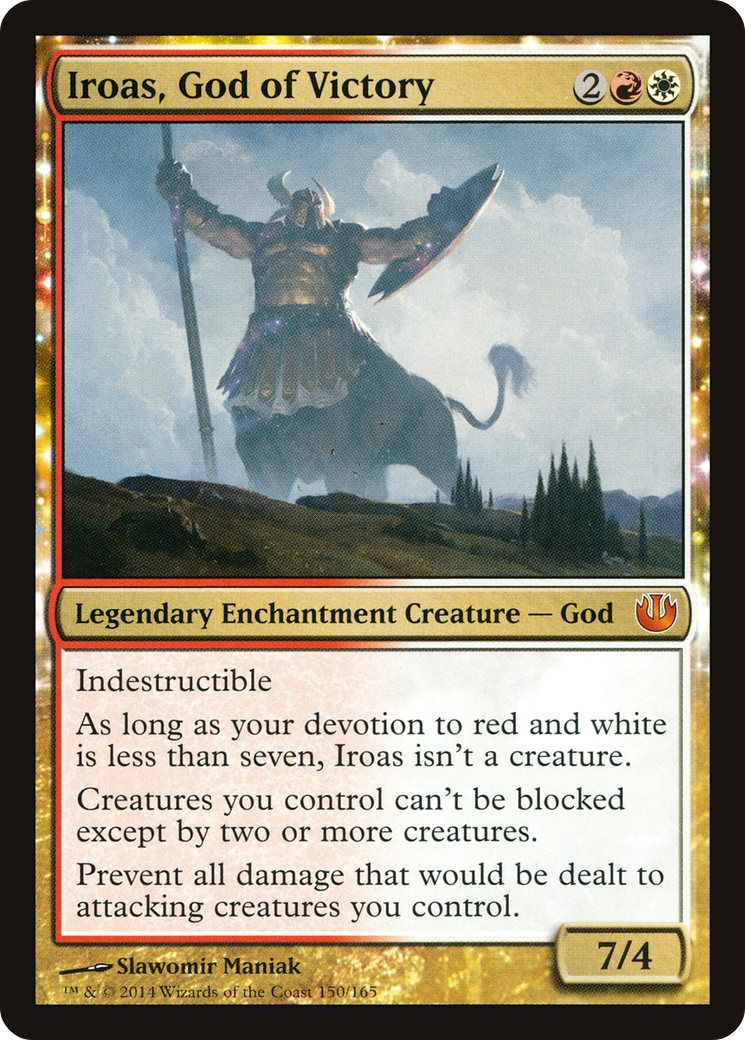 Iroas, God of Victory 2
Legendary Enchantment Creature — God
Indestructible
As long as your devotion to red and white
is less than seven, Iroas isn't a creature.
Creatures you control can't be blocked
except by two or more creatures.
Prevent all damage that would be dealt to
attacking creatures you control.
7/4
Slawomir Maniak
™ & © 2014 Wizards of the Coast 150/165